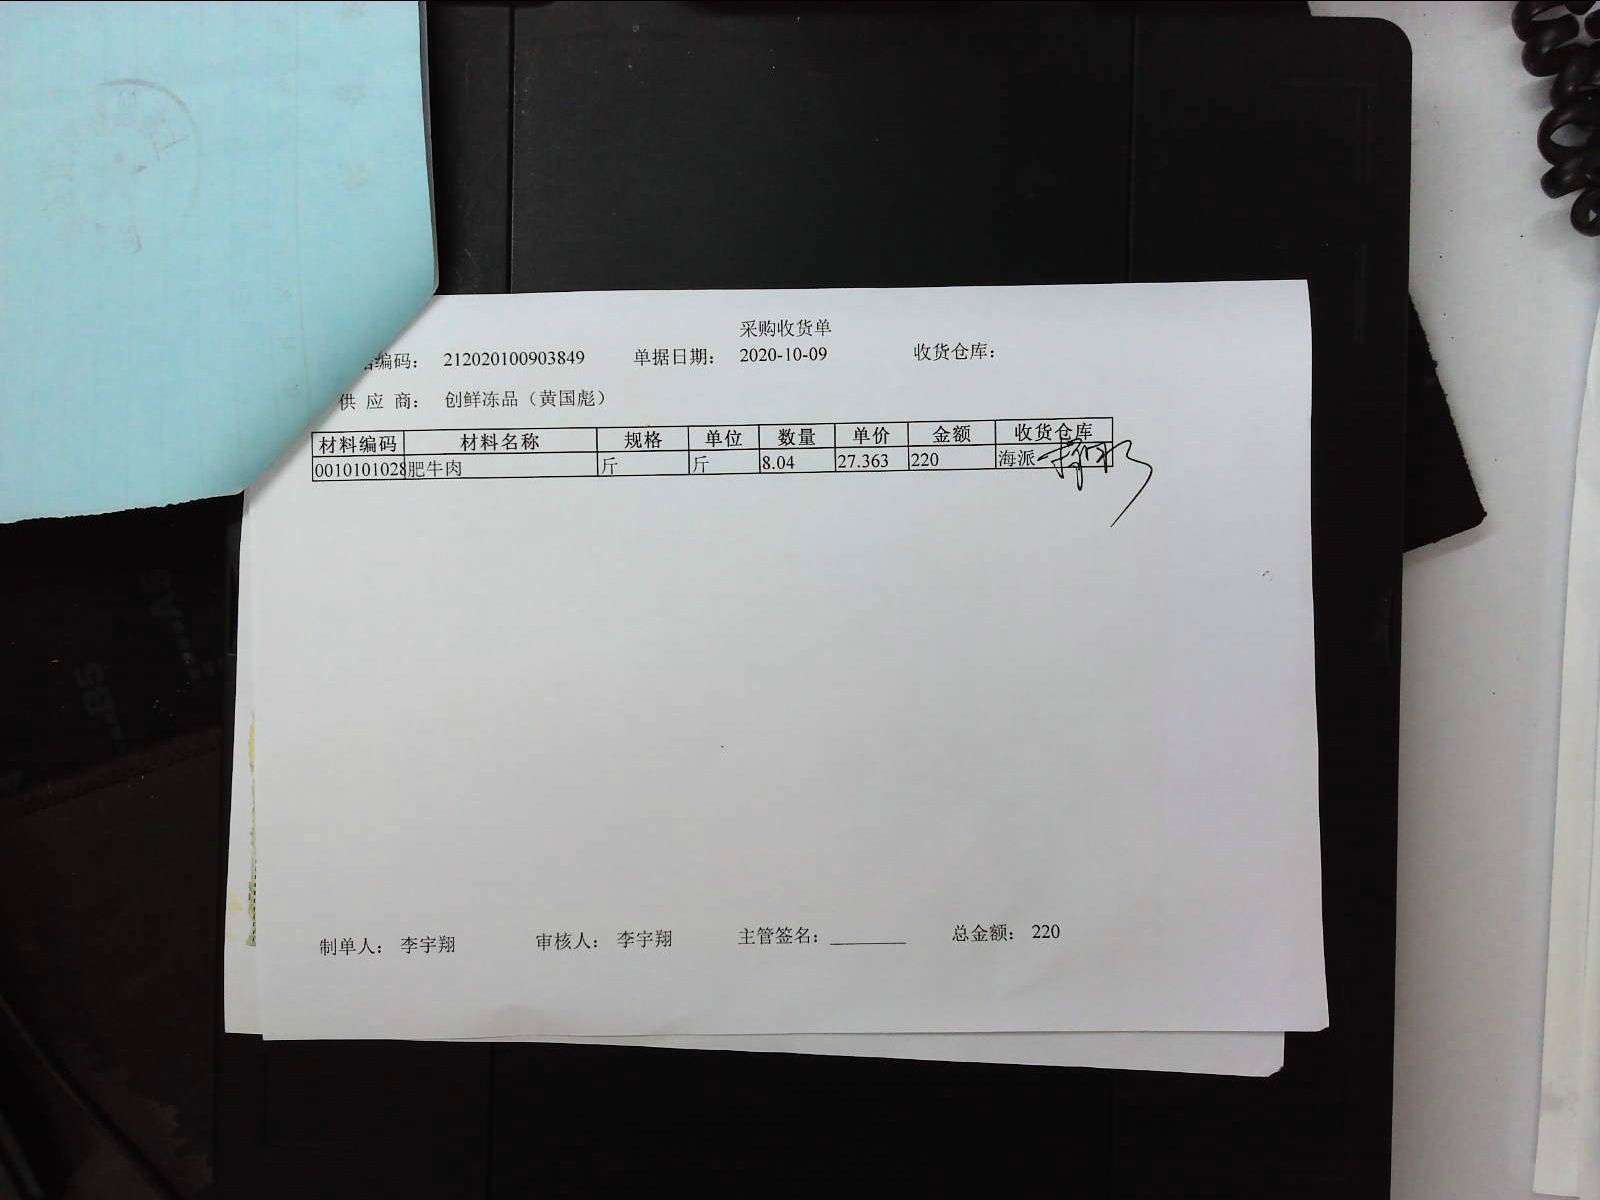 采购收货单
编码： 212020100903849 单据日期： 2020-10-09 收货仓库：
供 应 商： 创鲜冻品（黄国彪）
材料编码 材料名称 规格 单位 数量 单价 金额 收货仓库
0010101028 肥牛肉 斤 斤 8.04 27.363 220 海派
制单人： 李宇翔 审核人： 李宇翔 主管签名：________ 总金额： 220